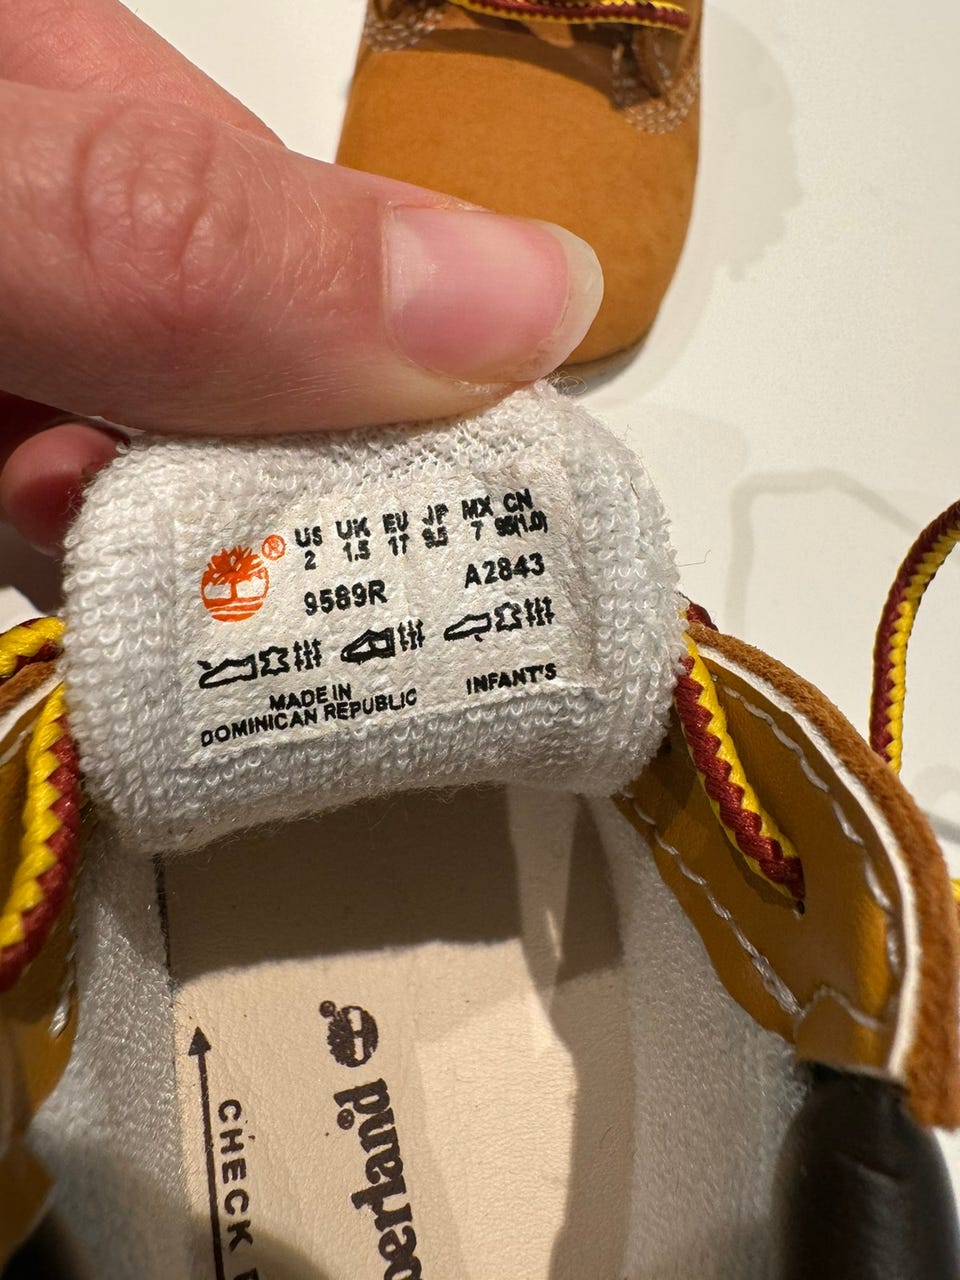 US UK EU JP MX CN
2 1.5 17 9.5 7 95(1.0)
9589R A2843
MADE IN
DOMINICAN REPUBLIC
INFANT'S
®
®
CHECK